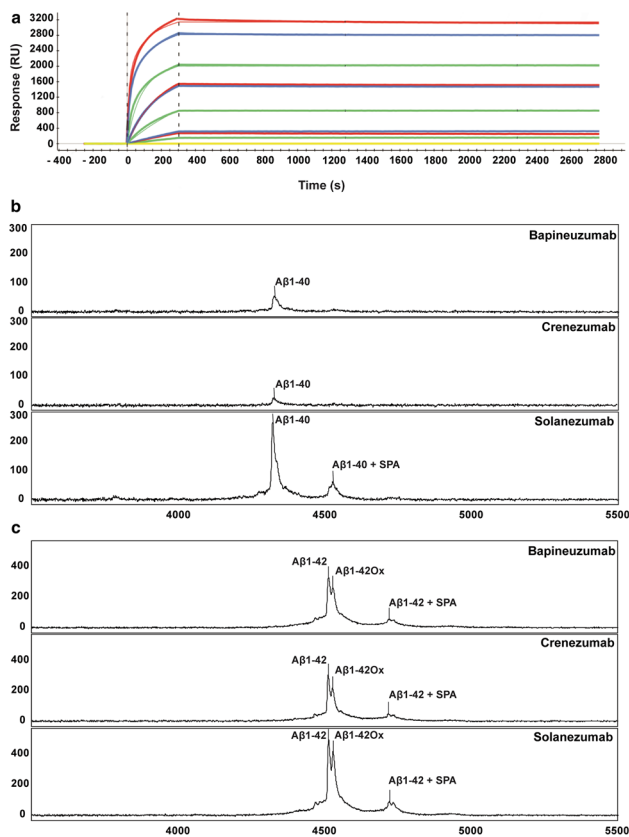 a
3200
2800
2400
2000
1600
1200
800
400
0
Response (RU)
- 400 - 200 0 200 400 600 800 1000 1200 1400 1600 1800 2000 2200 2400 2600 2800
Time (s)
b
300
200
100
0
Bapineuzumab
Aβ1-40
300
200
100
0
Crenezumab
Aβ1-40
300
200
100
0
Solanezumab
Aβ1-40
Aβ1-40 + SPA
4000 4500 5000 5500
c
400
200
0
Bapineuzumab
Aβ1-42
Aβ1-42Ox
Aβ1-42 + SPA
400
200
0
Crenezumab
Aβ1-42
Aβ1-42Ox
Aβ1-42 + SPA
400
200
0
Solanezumab
Aβ1-42 Aβ1-42Ox
Aβ1-42 + SPA
4000 4500 5000 5500